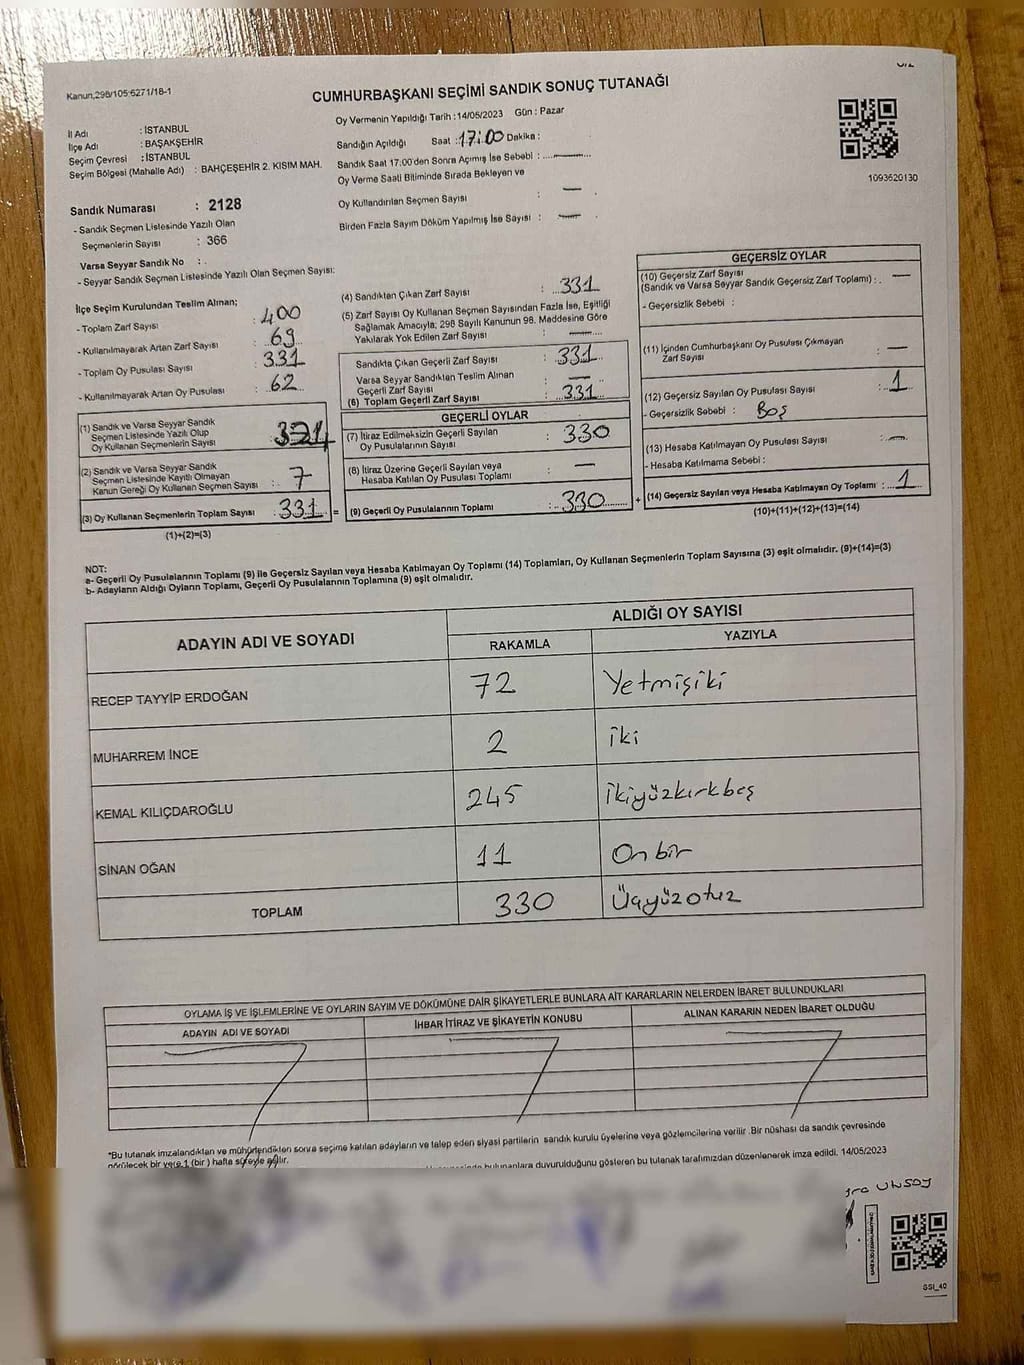 Kanun,298/105;6271/18-1
CUMHURBAŞKANI SEÇİMİ SANDIK SONUÇ TUTANAĞI
İl Adı : İSTANBUL
İlçe Adı : BAŞAKŞEHİR
Seçim Çevresi : İSTANBUL
Seçim Bölgesi (Mahalle Adı) : BAHÇEŞEHİR 2. KISIM MAH.
Oy Vermenin Yapıldığı Tarih : 14/05/2023 Gün : Pazar
Sandığın Açıldığı Saat : 17:00 Dakika :
Sandık Saat 17:00'den Sonra Açımış İse Sebebi : —
Oy Verme Saati Bitiminde Sırada Bekleyen ve
Oy Kullandırılan Seçmen Sayısı : —
Birden Fazla Sayım Döküm Yapılmış İse Sayısı : —
1093620130
Sandık Numarası : 2128
- Sandık Seçmen Listesinde Yazılı Olan
Seçmenlerin Sayısı : 366
Varsa Seyyar Sandık No : .
- Seyyar Sandık Seçmen Listesinde Yazılı Olan Seçmen Sayısı:
İlçe Seçim Kurulundan Teslim Alınan;
- Toplam Zarf Sayısı : 400
- Kullanılmayarak Artan Zarf Sayısı : 69
- Toplam Oy Pusulası Sayısı : 331
- Kullanılmayarak Artan Oy Pusulası : 62
(1) Sandık ve Varsa Seyyar Sandık
Seçmen Listesinde Yazılı Olup
Oy Kullanan Seçmenlerin Sayısı : 324
(2) Sandık ve Varsa Seyyar Sandık
Seçmen Listesinde Kayıtlı Olmayan
Kanun Gereği Oy Kullanan Seçmen Sayısı : 7
(3) Oy Kullanan Seçmenlerin Toplam Sayısı : 331 =
(1)+(2)=(3)
(4) Sandıktan Çıkan Zarf Sayısı : 331
(5) Zarf Sayısı Oy Kullanan Seçmen Sayısından Fazla İse, Eşitliği
Sağlamak Amacıyla, 298 Sayılı Kanunun 98. Maddesine Göre
Yakılarak Yok Edilen Zarf Sayısı : —
Sandıkta Çıkan Geçerli Zarf Sayısı : 331
Varsa Seyyar Sandıktan Teslim Alınan
Geçerli Zarf Sayısı : —
(6) Toplam Geçerli Zarf Sayısı : 331
GEÇERLİ OYLAR
(7) İtiraz Edilmeksizin Geçerli Sayılan
Oy Pusulalarının Sayısı : 330
(8) İtiraz Üzerine Geçerli Sayılan veya
Hesaba Katılan Oy Pusulası Toplamı : —
(9) Geçerli Oy Pusulalarının Toplamı : 330 +
GEÇERSİZ OYLAR
(10) Geçersiz Zarf Sayısı
(Sandık ve Varsa Seyyar Sandık Geçersiz Zarf Toplamı) : —
- Geçersizlik Sebebi :
(11) İçinden Cumhurbaşkanı Oy Pusulası Çıkmayan
Zarf Sayısı : —
(12) Geçersiz Sayılan Oy Pusulası Sayısı : 1
- Geçersizlik Sebebi : Boş
(13) Hesaba Katılmayan Oy Pusulası Sayısı : —
- Hesaba Katılmama Sebebi :
(14) Geçersiz Sayılan veya Hesaba Katılmayan Oy Toplamı : 1
(10)+(11)+(12)+(13)=(14)
NOT:
a- Geçerli Oy Pusulalarının Toplamı (9) ile Geçersiz Sayılan veya Hesaba Katılmayan Oy Toplamı (14) Toplamları, Oy Kullanan Seçmenlerin Toplam Sayısına (3) eşit olmalıdır. (9)+(14)=(3)
b- Adayların Aldığı Oyların Toplamı, Geçerli Oy Pusulalarının Toplamına (9) eşit olmalıdır.
ADAYIN ADI VE SOYADI ALDIĞI OY SAYISI
RAKAMLA YAZIYLA
RECEP TAYYİP ERDOĞAN 72 Yetmişiki
MUHARREM İNCE 2 iki
KEMAL KILIÇDAROĞLU 245 ikiyüzkırkbeş
SİNAN OĞAN 11 Onbir
TOPLAM 330 Üçyüzotuz
OYLAMA İŞ VE İŞLEMLERİNE VE OYLARIN SAYIM VE DÖKÜMÜNE DAİR ŞİKAYETLERLE BUNLARA AİT KARARLARIN NELERDEN İBARET BULUNDUKLARI
ADAYIN ADI VE SOYADI İHBAR İTİRAZ VE ŞİKAYETİN KONUSU ALINAN KARARIN NEDEN İBARET OLDUĞU
*Bu tutanak imzalandıktan ve mühürlendikten sonra seçime katılan adayların ve talep eden siyasi partilerin sandık kurulu üyelerine veya gözlemcilerine verilir .Bir nüshası da sandık çevresinde
görülecek bir yere 1 (bir ) hafta süreyle asılır.
bulunanlara duyurulduğunu gösteren bu tutanak tarafımızdan düzenlenerek imza edildi. 14/05/2023
SSI_40